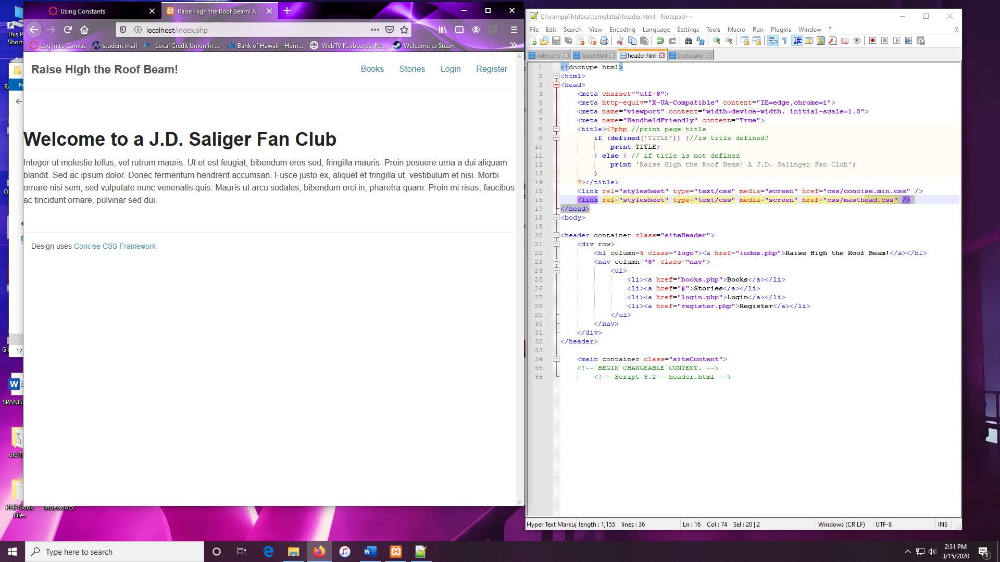 Using Constants
Raise High the Roof Beam! A J.
localhost/index.php
Log In to Canvas
student mail
Local Credit Union in ...
Bank of Hawaii - Hom...
WebTV Keyboards, Re...
Welcome to Steam
Raise High the Roof Beam!
Books
Stories
Login
Register
Welcome to a J.D. Saliger Fan Club
Integer ut molestie tellus, vel rutrum mauris. Ut et est feugiat, bibendum eros sed, fringilla mauris. Proin posuere urna a dui aliquam
blandit. Sed ac ipsum dolor. Donec fermentum hendrerit accumsan. Fusce justo ex, aliquet et fringilla ut, vestibulum et nisi. Morbi
ornare nisi sem, sed vulputate nunc venenatis quis. Mauris ut arcu sodales, bibendum orci in, pharetra quam. Proin mi risus, faucibus
ac tincidunt ornare, pulvinar sed dui.
Design uses Concise CSS Framework
C:\xampp\htdocs\templates\header.html - Notepad++
File Edit Search View Encoding Language Settings Tools Macro Run Plugins Window ? X
index.php
footer.html
header.html
books.php
1 <!doctype html>
2 <html>
3 <head>
4 <meta charset="utf-8">
5 <meta http-equiv="X-UA-Compatible" content="IE=edge,chrome=1">
6 <meta name="viewport" content="width=device-width, initial-scale=1.0">
7 <meta name="HandheldFriendly" content="True">
8 <title><?php //print page title
9 if (defined('TITLE')) {//is title defined?
10 print TITLE;
11 } else { // if title is not defined
12 print 'Raise High the Roof Beam! A J.D. Salinger Fan Club';
13 }
14 ?></title>
15 <link rel="stylesheet" type="text/css" media="screen" href="css/concise.min.css" />
16 <link rel="stylesheet" type="text/css" media="screen" href="css/masthead.css" />
17 </head>
18 <body>
19
20 <header container class="siteHeader">
21 <div row>
22 <h1 column=4 class="logo"><a href="index.php">Raise High the Roof Beam!</a></h1>
23 <nav column="8" class="nav">
24 <ul>
25 <li><a href="books.php">Books</a></li>
26 <li><a href="#">Stories</a></li>
27 <li><a href="login.php">Login</a></li>
28 <li><a href="register.php">Register</a></li>
29 </ul>
30 </nav>
31 </div>
32 </header>
33
34 <main container class="siteContent">
35 <!-- BEGIN CHANGEABLE CONTENT. -->
36 <!-- Script 8.2 - header.html -->
Hyper Text Marku length : 1,155 lines : 36 Ln : 16 Col : 74 Sel : 20 | 2 Windows (CR LF) UTF-8 INS
This P
Short
Fi
12
SPANIS
old fi
PHP Book
Files
index.docx
Type here to search
2:31 PM
3/15/2020
1